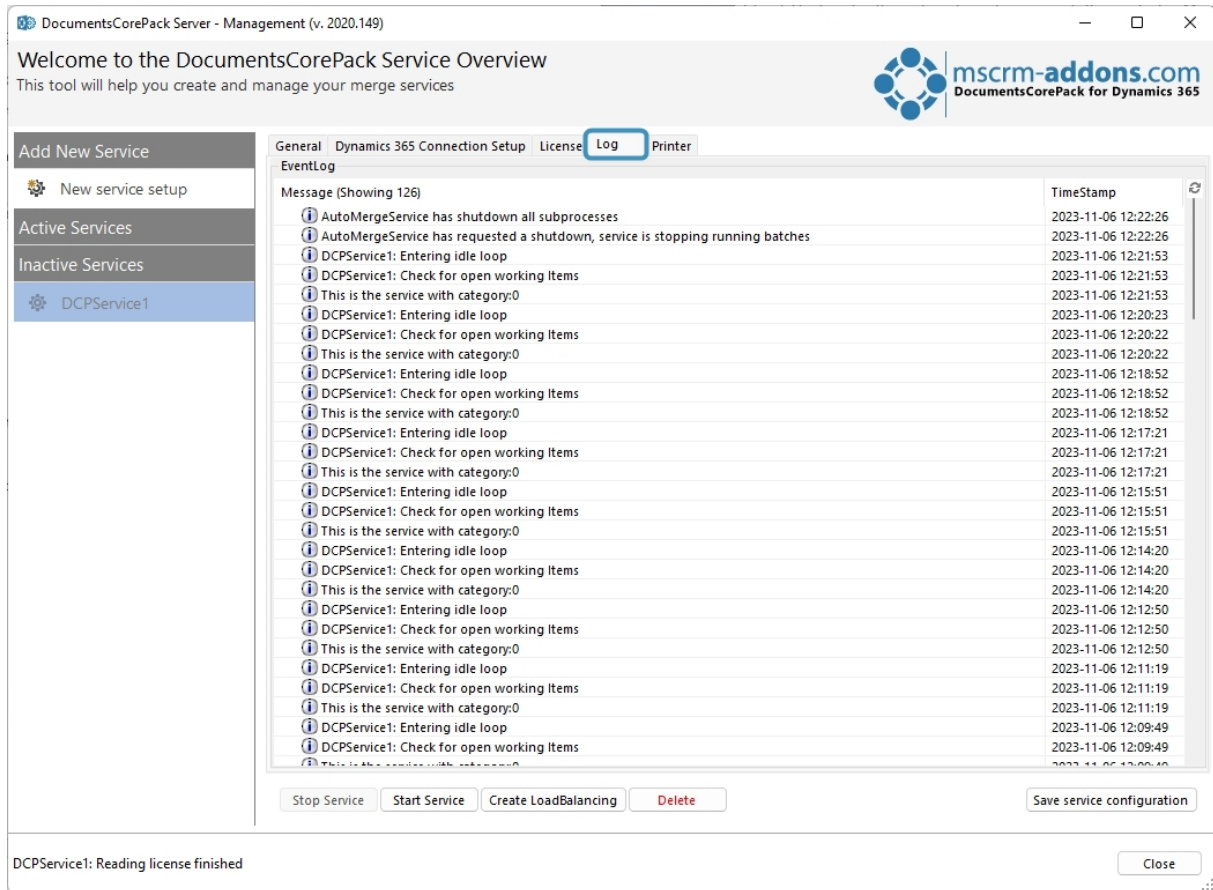 DocumentsCorePack Server - Management (v. 2020.149)
Welcome to the DocumentsCorePack Service Overview
This tool will help you create and manage your merge services
mscrm-addons.com
DocumentsCorePack for Dynamics 365
Add New Service
New service setup
Active Services
Inactive Services
DCPService1
General Dynamics 365 Connection Setup License Log Printer
EventLog
Message (Showing 126) TimeStamp
AutoMergeService has shutdown all subprocesses 2023-11-06 12:22:26
AutoMergeService has requested a shutdown, service is stopping running batches 2023-11-06 12:22:26
DCPService1: Entering idle loop 2023-11-06 12:21:53
DCPService1: Check for open working Items 2023-11-06 12:21:53
This is the service with category:0 2023-11-06 12:21:53
DCPService1: Entering idle loop 2023-11-06 12:20:23
DCPService1: Check for open working Items 2023-11-06 12:20:22
This is the service with category:0 2023-11-06 12:20:22
DCPService1: Entering idle loop 2023-11-06 12:18:52
DCPService1: Check for open working Items 2023-11-06 12:18:52
This is the service with category:0 2023-11-06 12:18:52
DCPService1: Entering idle loop 2023-11-06 12:17:21
DCPService1: Check for open working Items 2023-11-06 12:17:21
This is the service with category:0 2023-11-06 12:17:21
DCPService1: Entering idle loop 2023-11-06 12:15:51
DCPService1: Check for open working Items 2023-11-06 12:15:51
This is the service with category:0 2023-11-06 12:15:51
DCPService1: Entering idle loop 2023-11-06 12:14:20
DCPService1: Check for open working Items 2023-11-06 12:14:20
This is the service with category:0 2023-11-06 12:14:20
DCPService1: Entering idle loop 2023-11-06 12:12:50
DCPService1: Check for open working Items 2023-11-06 12:12:50
This is the service with category:0 2023-11-06 12:12:50
DCPService1: Entering idle loop 2023-11-06 12:11:19
DCPService1: Check for open working Items 2023-11-06 12:11:19
This is the service with category:0 2023-11-06 12:11:19
DCPService1: Entering idle loop 2023-11-06 12:09:49
DCPService1: Check for open working Items 2023-11-06 12:09:49
Stop Service Start Service Create LoadBalancing Delete Save service configuration
DCPService1: Reading license finished Close